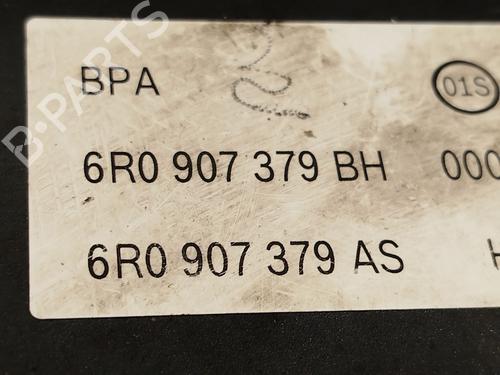 B-PARTS
BPA
01S
6R0 907 379 BH 000
6R0 907 379 AS H